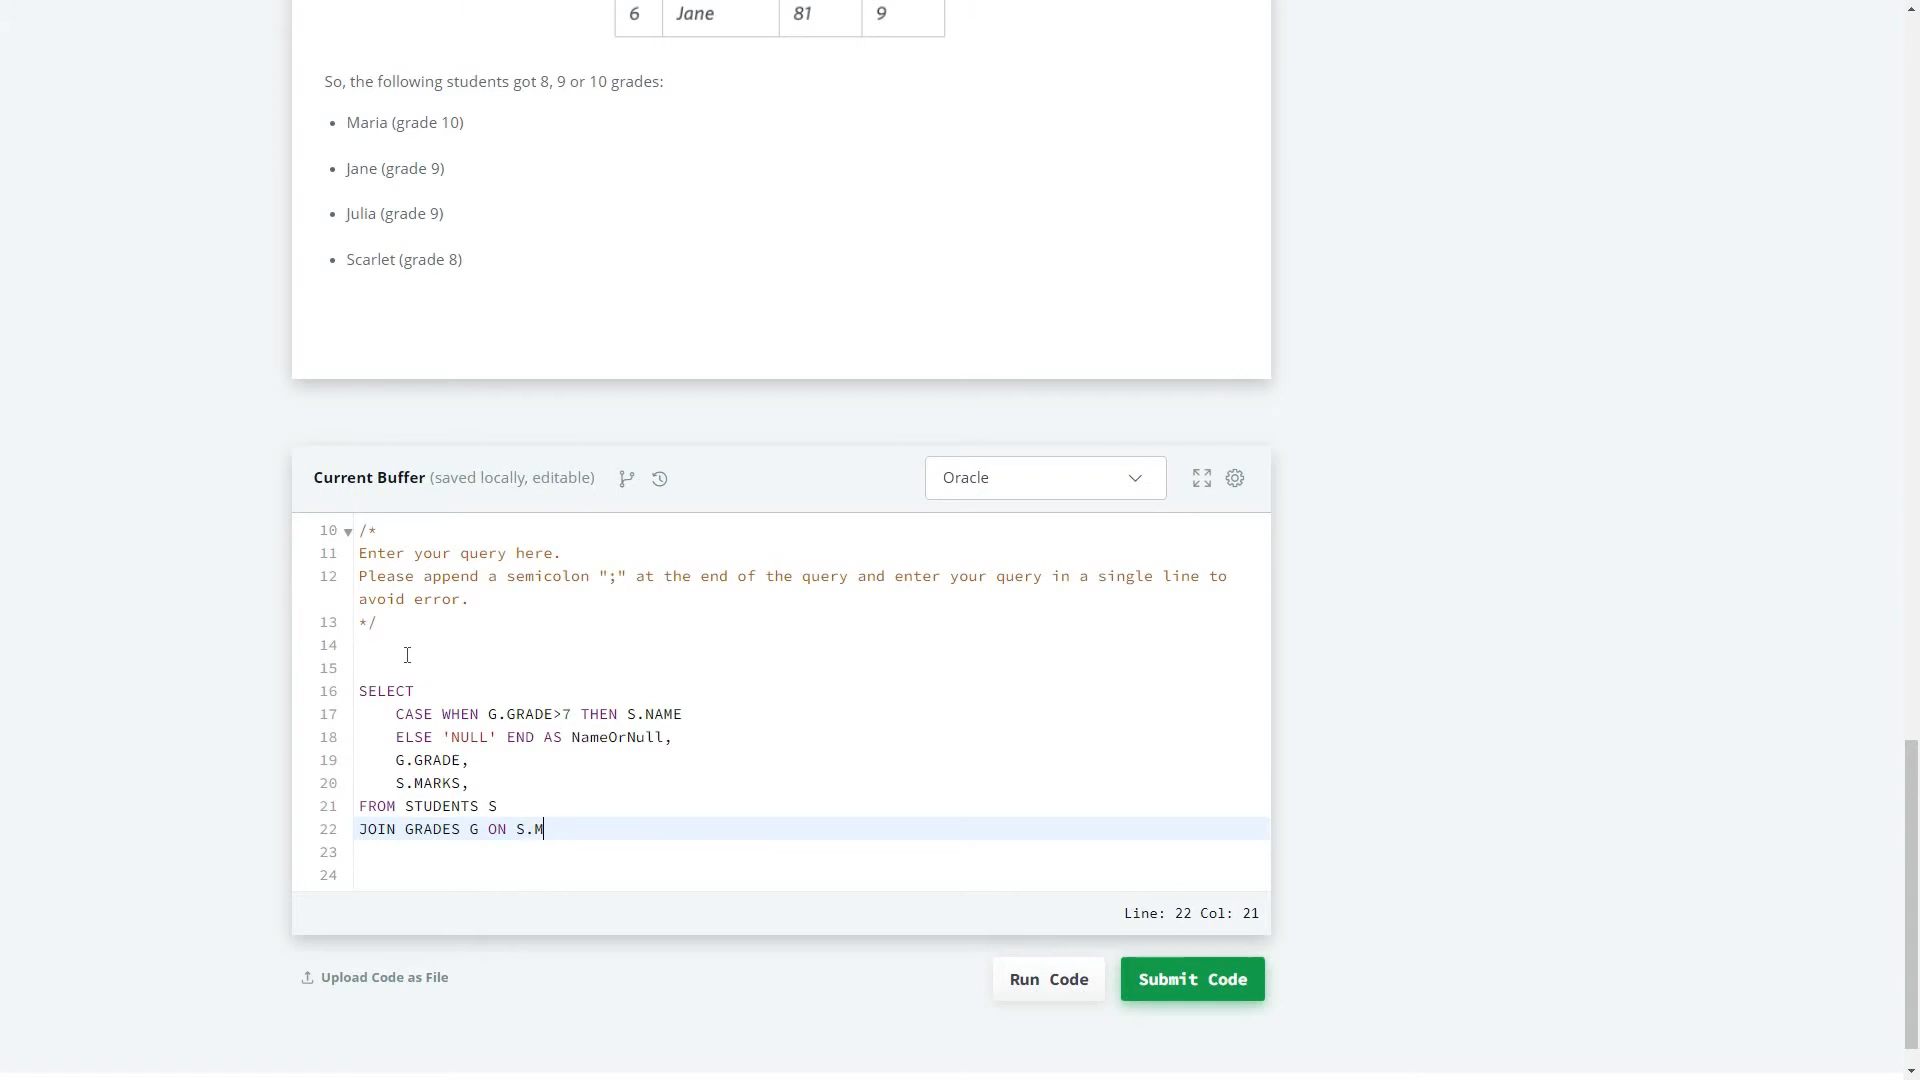 6 Jane 81 9
So, the following students got 8, 9 or 10 grades:
• Maria (grade 10)
• Jane (grade 9)
• Julia (grade 9)
• Scarlet (grade 8)
Current Buffer (saved locally, editable) Oracle
10 /*
11 Enter your query here.
12 Please append a semicolon ";" at the end of the query and enter your query in a single line to
avoid error.
13 */
14
15
16 SELECT
17 CASE WHEN G.GRADE>7 THEN S.NAME
18 ELSE 'NULL' END AS NameOrNull,
19 G.GRADE,
20 S.MARKS,
21 FROM STUDENTS S
22 JOIN GRADES G ON S.M
23
24
Line: 22 Col: 21
Upload Code as File Run Code Submit Code